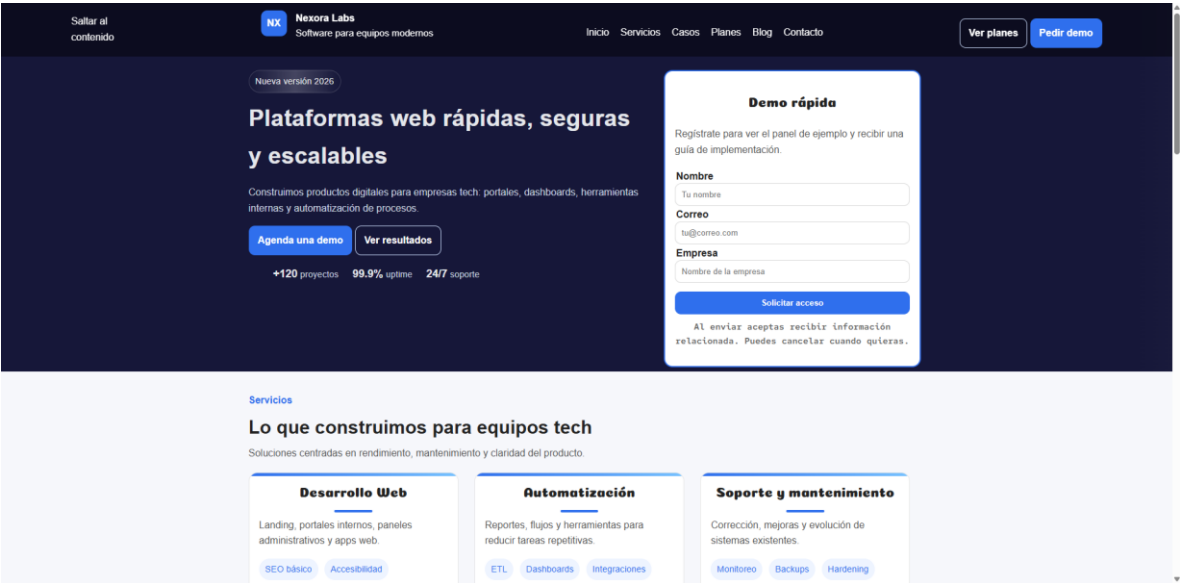 Saltar al
contenido
NX
Nexora Labs
Software para equipos modernos
Inicio Servicios Casos Planes Blog Contacto
Ver planes
Pedir demo
Nueva versión 2026
Plataformas web rápidas, seguras
y escalables
Construimos productos digitales para empresas tech: portales, dashboards, herramientas
internas y automatización de procesos.
Agenda una demo
Ver resultados
+120 proyectos 99.9% uptime 24/7 soporte
Demo rápida
Regístrate para ver el panel de ejemplo y recibir una
guía de implementación.
Nombre
Tu nombre
Correo
tu@correo.com
Empresa
Nombre de la empresa
Solicitar acceso
Al enviar aceptas recibir información
relacionada. Puedes cancelar cuando quieras.
Servicios
Lo que construimos para equipos tech
Soluciones centradas en rendimiento, mantenimiento y claridad del producto.
Desarrollo Web
Landing, portales internos, paneles
administrativos y apps web.
SEO básico Accesibilidad
Automatización
Reportes, flujos y herramientas para
reducir tareas repetitivas.
ETL Dashboards Integraciones
Soporte y mantenimiento
Corrección, mejoras y evolución de
sistemas existentes.
Monitoreo Backups Hardening